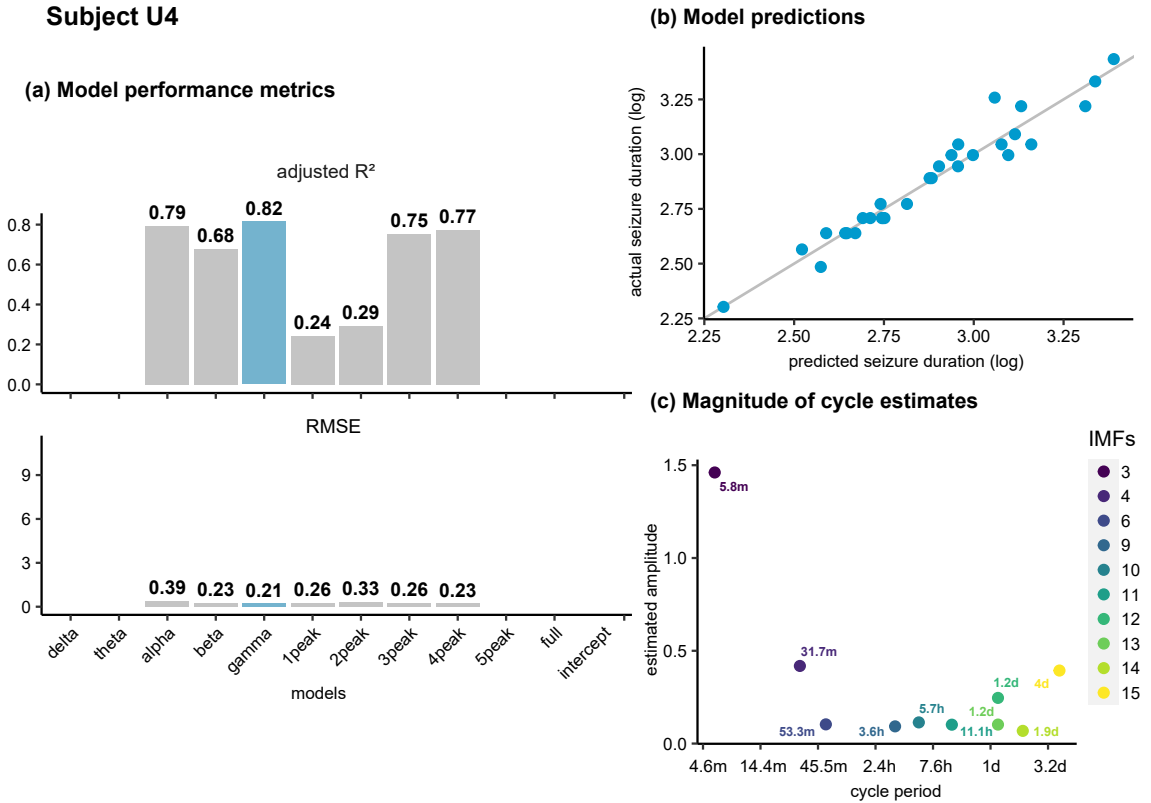 Subject U4
(a) Model performance metrics
adjusted R²
0.8
0.6
0.4
0.2
0.0
0.79
0.68
0.82
0.24
0.29
0.75
0.77
RMSE
9
6
3
0
0.39
0.23
0.21
0.26
0.33
0.26
0.23
delta
theta
alpha
beta
gamma
1peak
2peak
3peak
4peak
5peak
full
intercept
models
(b) Model predictions
actual seizure duration (log)
3.25
3.00
2.75
2.50
2.25
2.25
2.50
2.75
3.00
3.25
predicted seizure duration (log)
(c) Magnitude of cycle estimates
estimated amplitude
1.5
1.0
0.5
0.0
5.8m
31.7m
53.3m
3.6h
5.7h
11.1h
1.2d
1.2d
1.9d
4d
4.6m
14.4m
45.5m
2.4h
7.6h
1d
3.2d
cycle period
IMFs
3
4
6
9
10
11
12
13
14
15